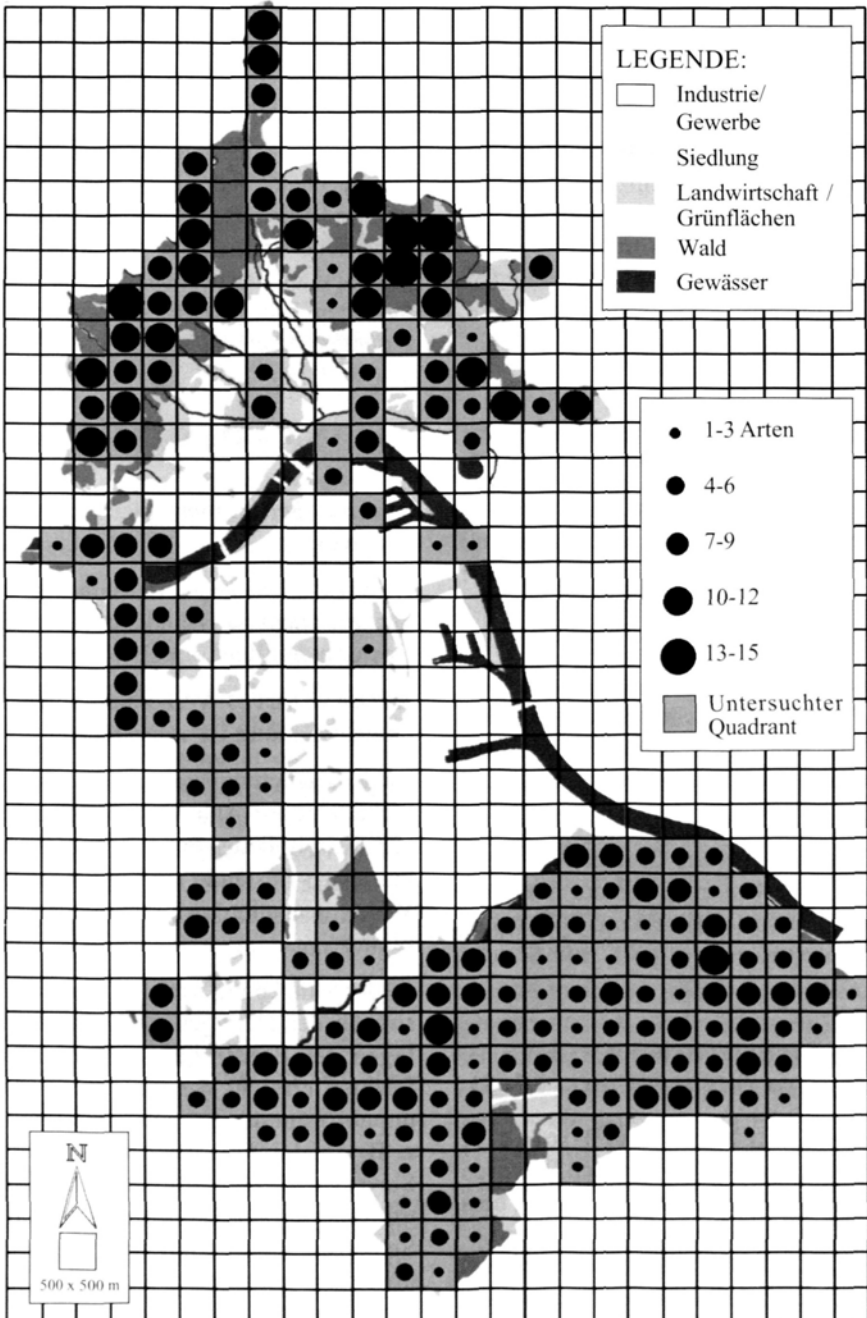 LEGENDE:
Industrie/
Gewerbe
Siedlung
Landwirtschaft /
Grünflächen
Wald
Gewässer
1-3 Arten
4-6
7-9
10-12
13-15
Untersuchter
Quadrant
N
500 x 500 m